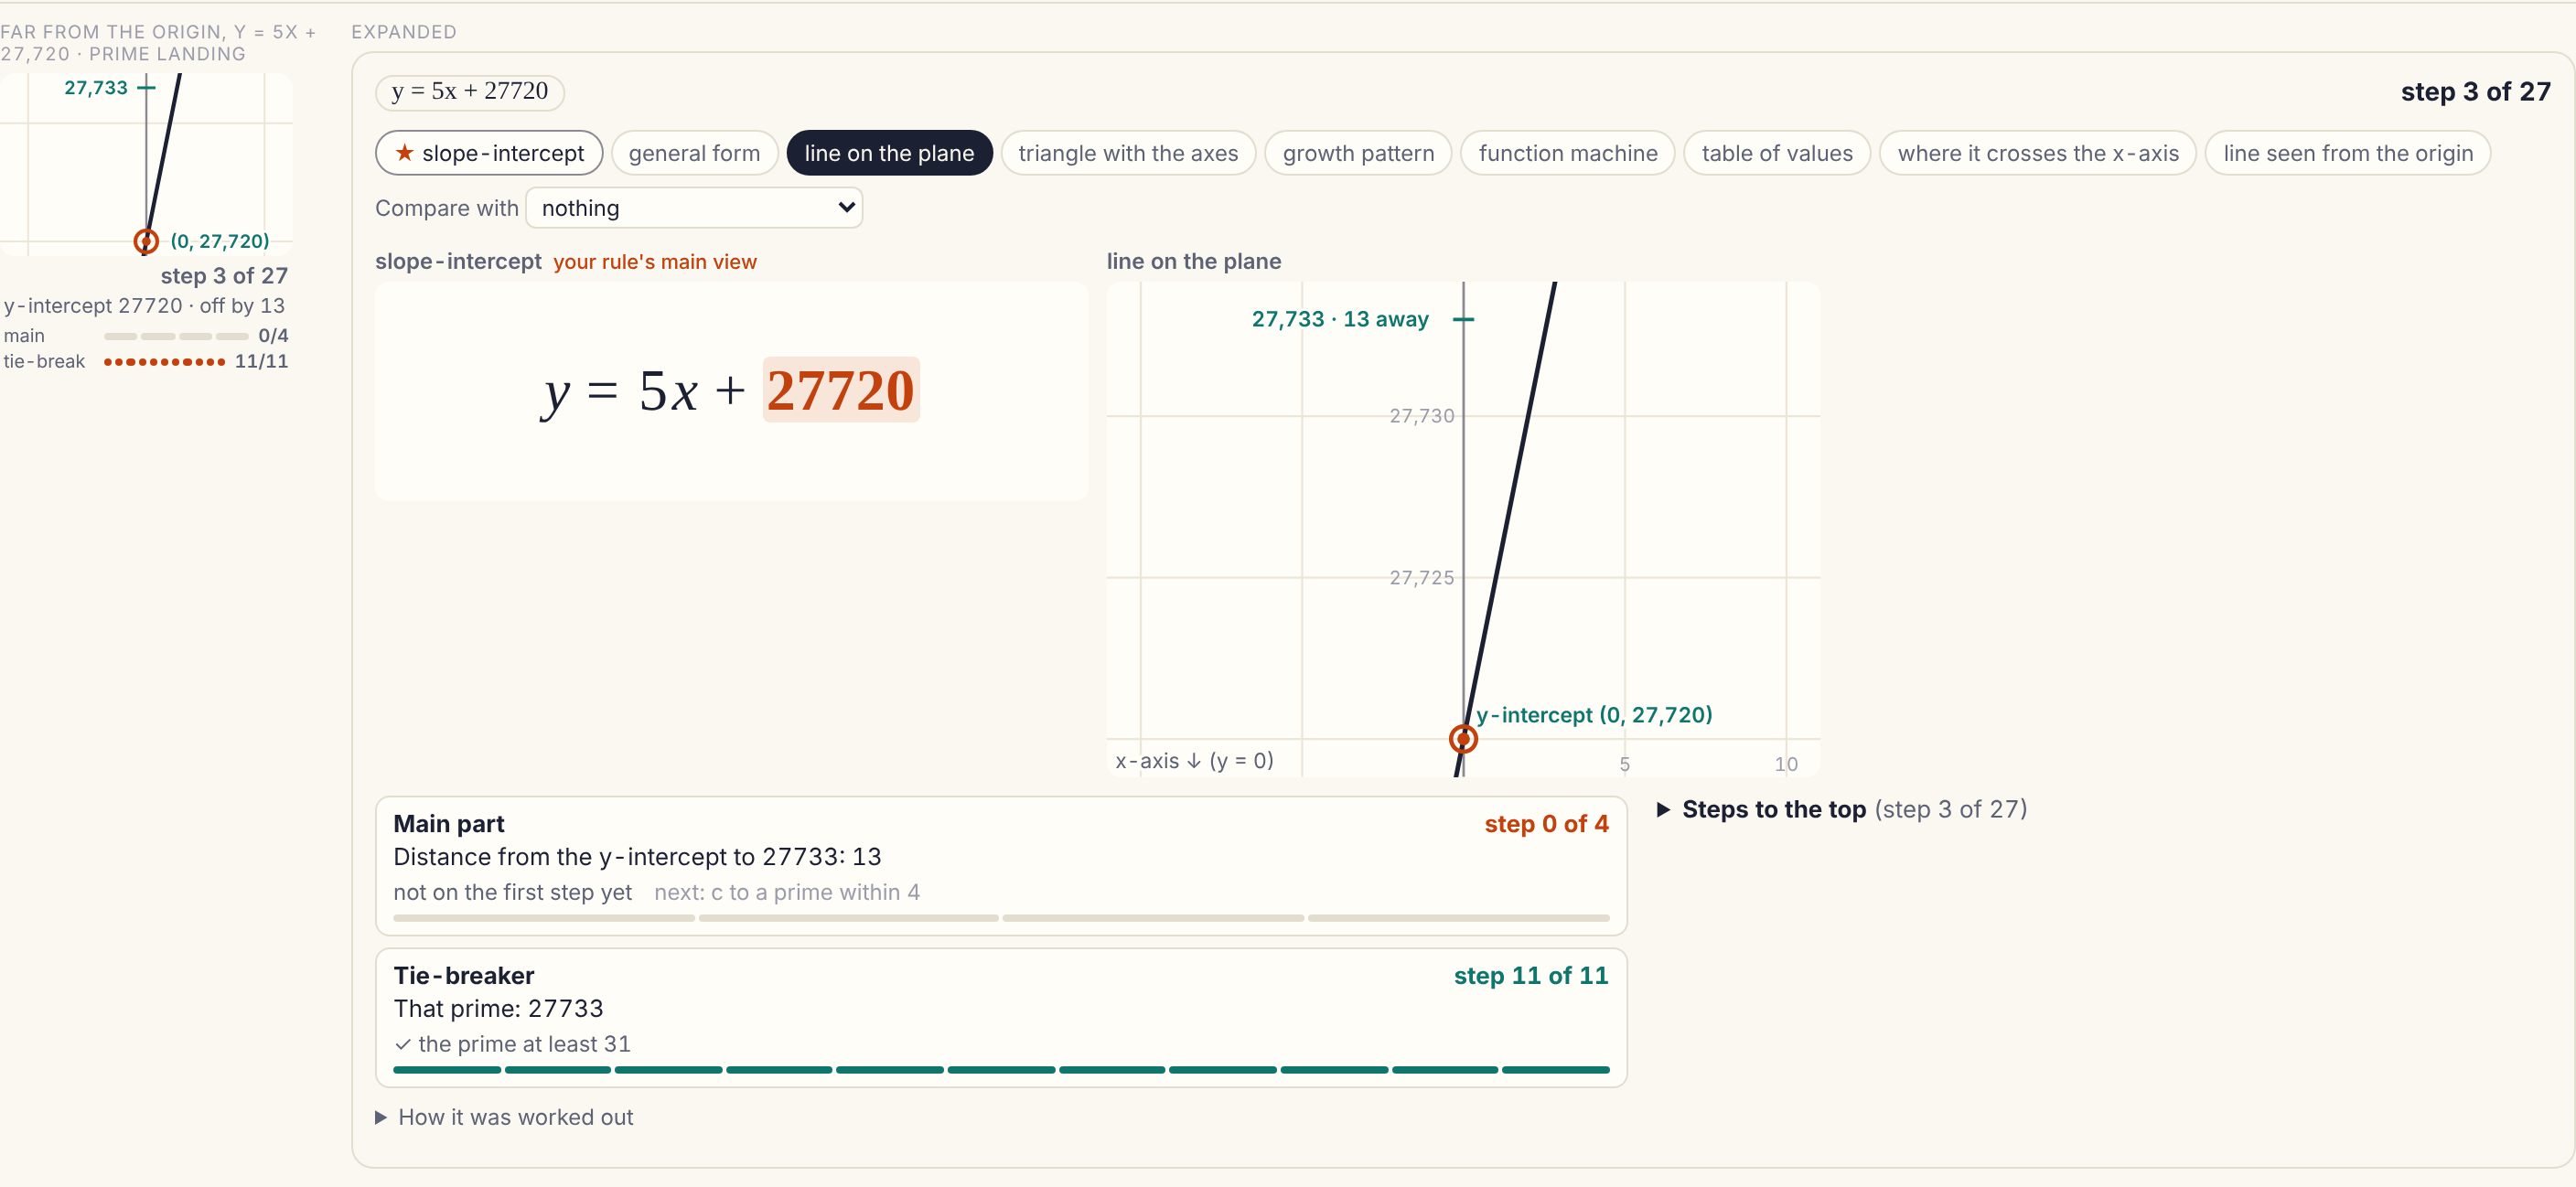 FAR FROM THE ORIGIN, Y = 5X +
27,720 · PRIME LANDING
27,733
(0, 27,720)
step 3 of 27
y-intercept 27720 · off by 13
main 0/4
tie-break 11/11
EXPANDED
y = 5x + 27720
step 3 of 27
★ slope-intercept general form line on the plane triangle with the axes growth pattern function machine table of values where it crosses the x-axis line seen from the origin
Compare with nothing
slope-intercept your rule's main view
y = 5x + 27720
line on the plane
27,733 · 13 away
27,730
27,725
y-intercept (0, 27,720)
x-axis ↓ (y = 0)
5 10
Main part step 0 of 4
Distance from the y-intercept to 27733: 13
not on the first step yet next: c to a prime within 4
Tie-breaker step 11 of 11
That prime: 27733
✓ the prime at least 31
▶ How it was worked out
▶ Steps to the top (step 3 of 27)